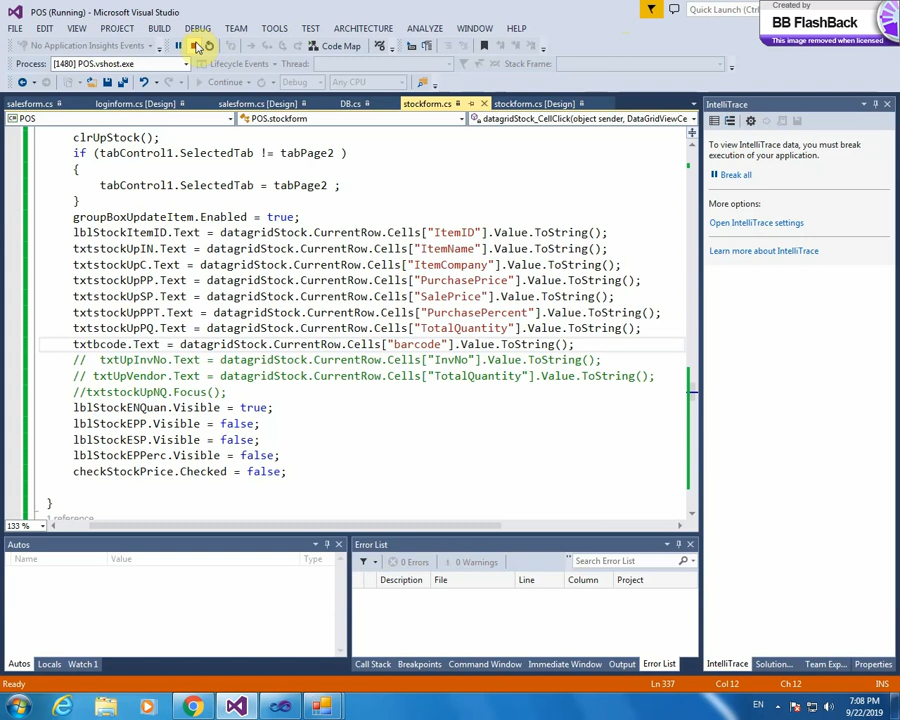 POS (Running) - Microsoft Visual Studio
Quick Launch (
Created by
BB FlashBack
This image removed when licensed
FILE EDIT VIEW PROJECT BUILD DEBUG TEAM TOOLS TEST ARCHITECTURE ANALYZE WINDOW HELP
No Application Insights Events Code Map
Process: [1480] POS.vshost.exe Lifecycle Events Thread: Stack Frame:
Continue Debug Any CPU
salesform.cs loginform.cs [Design] salesform.cs [Design] DB.cs stockform.cs stockform.cs [Design]
POS POS.stockform datagridStock_CellClick(object sender, DataGridViewCe
clrUpStock();
if (tabControl1.SelectedTab != tabPage2 )
{
tabControl1.SelectedTab = tabPage2 ;
}
groupBoxUpdateItem.Enabled = true;
lblStockItemID.Text = datagridStock.CurrentRow.Cells["ItemID"].Value.ToString();
txtstockUpIN.Text = datagridStock.CurrentRow.Cells["ItemName"].Value.ToString();
txtstockUpC.Text = datagridStock.CurrentRow.Cells["ItemCompany"].Value.ToString();
txtstockUpPP.Text = datagridStock.CurrentRow.Cells["PurchasePrice"].Value.ToString();
txtstockUpSP.Text = datagridStock.CurrentRow.Cells["SalePrice"].Value.ToString();
txtstockUpPPT.Text = datagridStock.CurrentRow.Cells["PurchasePercent"].Value.ToString();
txtstockUpPQ.Text = datagridStock.CurrentRow.Cells["TotalQuantity"].Value.ToString();
txtbcode.Text = datagridStock.CurrentRow.Cells["barcode"].Value.ToString();
// txtUpInvNo.Text = datagridStock.CurrentRow.Cells["InvNo"].Value.ToString();
// txtUpVendor.Text = datagridStock.CurrentRow.Cells["TotalQuantity"].Value.ToString();
//txtstockUpNQ.Focus();
lblStockENQuan.Visible = true;
lblStockEPP.Visible = false;
lblStockESP.Visible = false;
lblStockEPPerc.Visible = false;
checkStockPrice.Checked = false;
}
1 reference
133 %
IntelliTrace
To view IntelliTrace data, you must break
execution of your application.
Break all
More options:
Open IntelliTrace settings
Learn more about IntelliTrace
Autos
Name Value Type
Autos Locals Watch 1
Error List
0 Errors 0 Warnings Search Error List
Description File Line Column Project
Call Stack Breakpoints Command Window Immediate Window Output Error List
IntelliTrace Solution... Team Exp... Properties
Ready Ln 337 Col 12 Ch 12 INS
EN 7:08 PM
9/22/2019